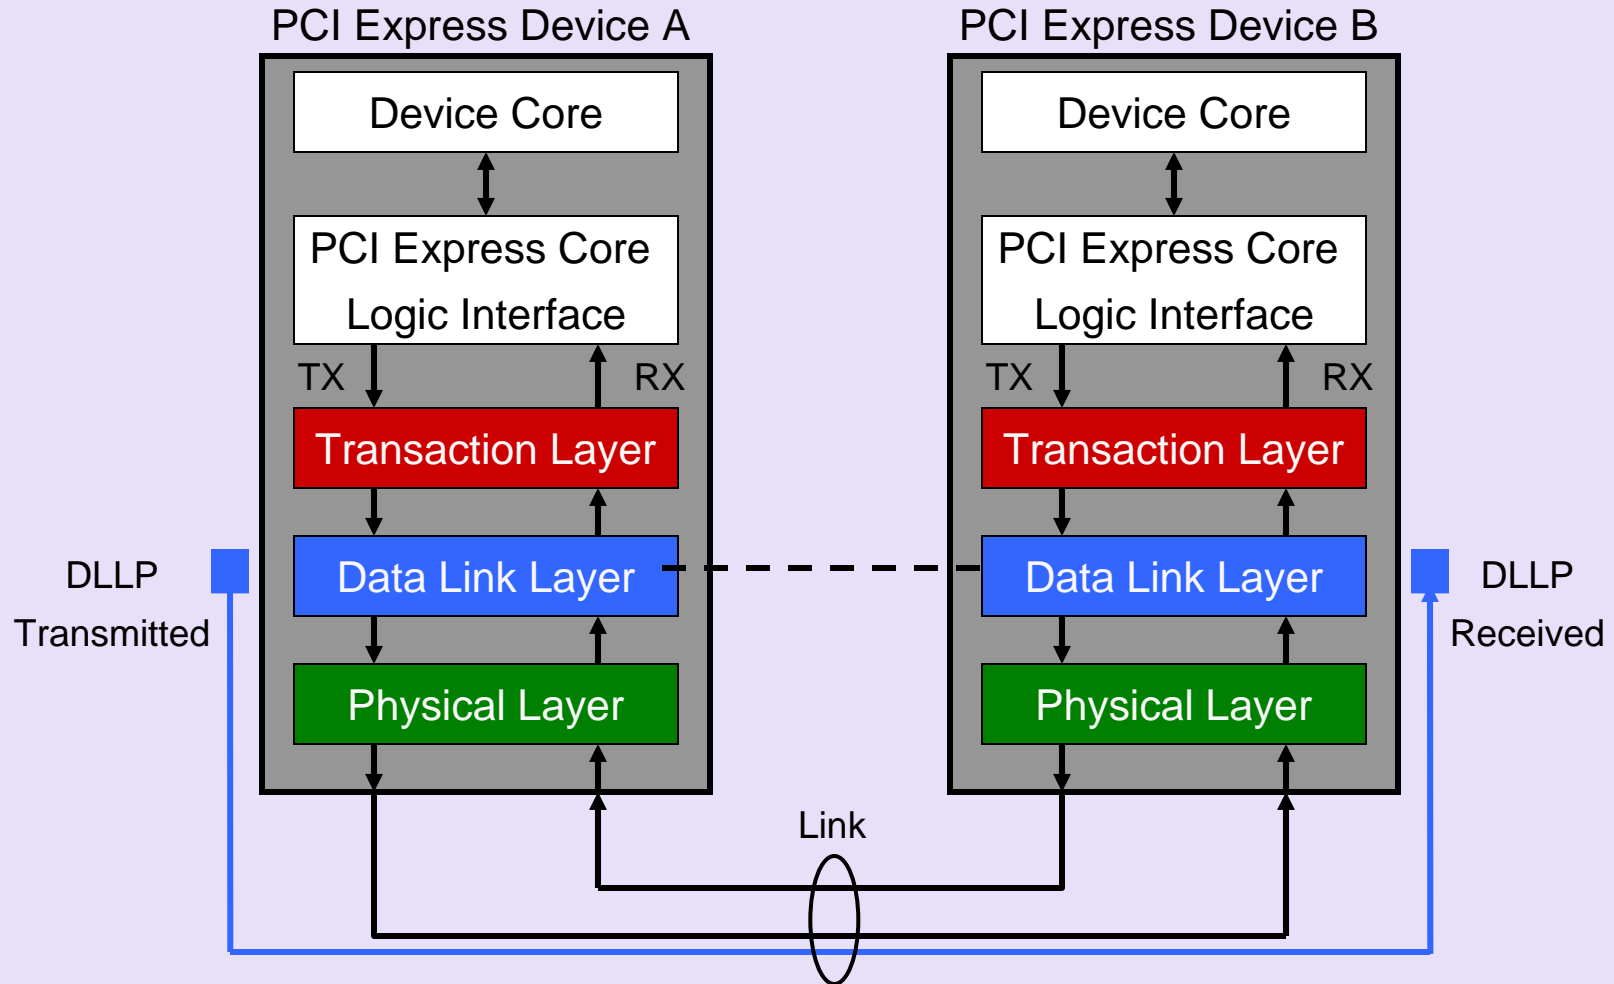 PCI Express Device A
PCI Express Device B
Device Core
Device Core
PCI Express Core
Logic Interface
PCI Express Core
Logic Interface
TX
RX
TX
RX
Transaction Layer
Transaction Layer
DLLP
Transmitted
Data Link Layer
Data Link Layer
DLLP
Received
Physical Layer
Physical Layer
Link